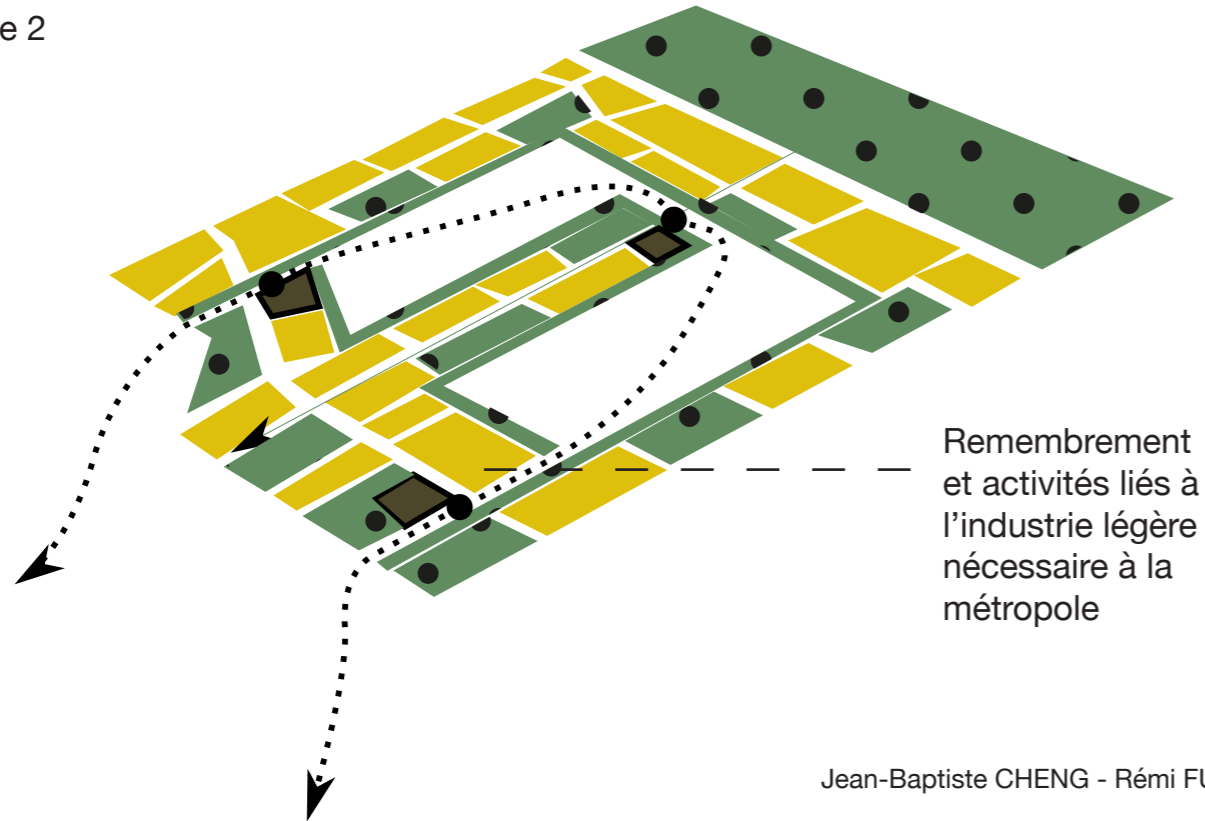 e 2
Remembrement
et activités liés à
l’industrie légère
nécessaire à la
métropole
Jean-Baptiste CHENG - Rémi FU